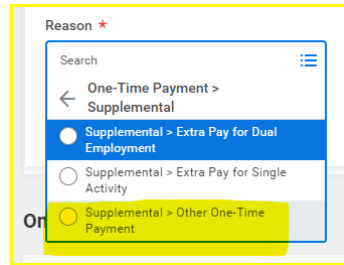 Reason *
Search
One-Time Payment >
Supplemental
Supplemental > Extra Pay for Dual
Employment
Supplemental > Extra Pay for Single
Activity
Supplemental > Other One-Time
Payment
On